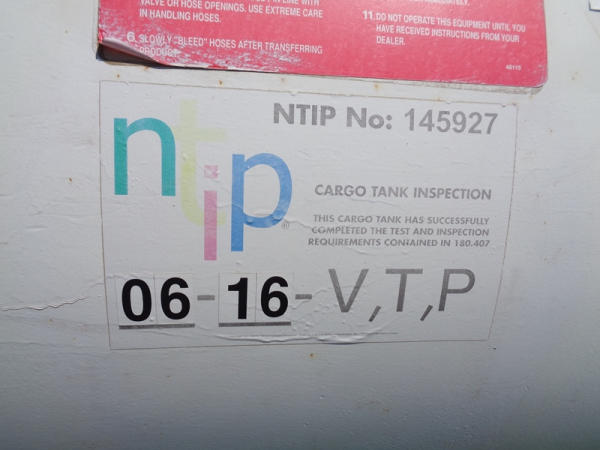 VALVE OR HOSE OPENINGS. USE EXTREME CARE
IN HANDLING HOSES.
6. SLOWLY "BLEED" HOSES AFTER TRANSFERRING
PRODUCT.
11. DO NOT OPERATE THIS EQUIPMENT UNTIL YOU
HAVE RECEIVED INSTRUCTIONS FROM YOUR
DEALER.
NTIP No: 145927
ntip®
CARGO TANK INSPECTION
THIS CARGO TANK HAS SUCCESSFULLY
COMPLETED THE TEST AND INSPECTION
REQUIREMENTS CONTAINED IN 180.407
06-16-V,T,P